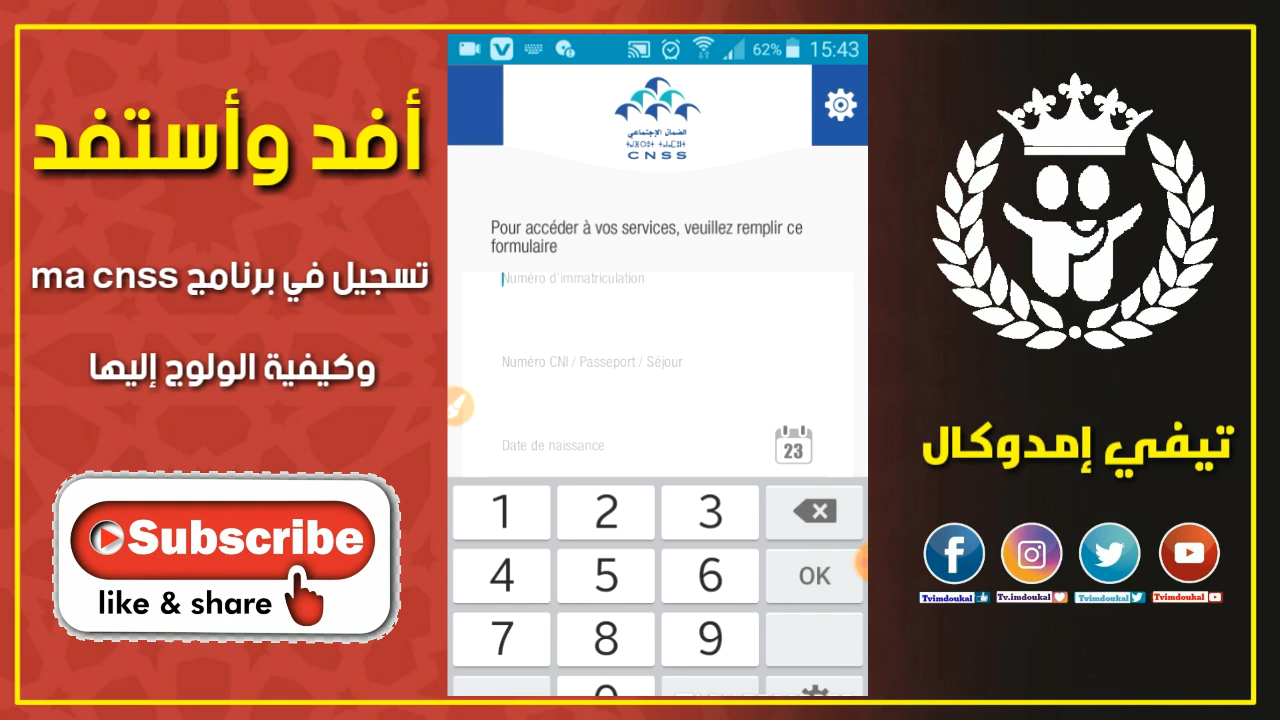 أفد وأستفد
تسجيل في برنامج ma cnss
وكيفية الولوج إليها
Subscribe
like & share
62% 15:43
الضمان الإجتماعي
CNSS
Pour accéder à vos services, veuillez remplir ce
formulaire
Numéro d'immatriculation
Numéro CNI / Passeport / Séjour
Date de naissance
23
1 2 3
4 5 6 OK
7 8 9
0
تيفي إمدوكال
Tvimdoukal Tv.imdoukal Tvimdoukal Tvimdoukal